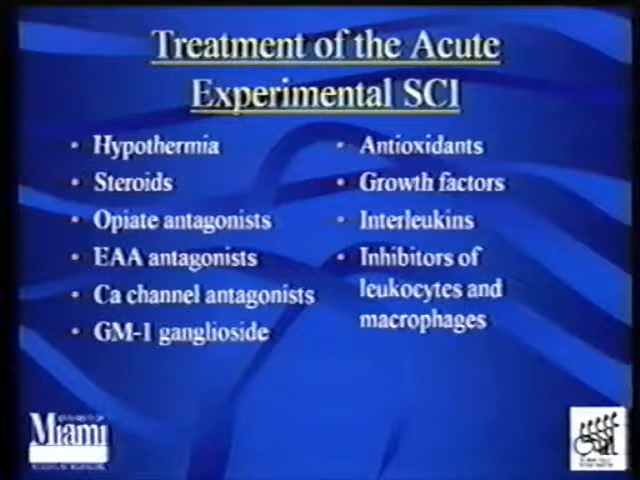 Treatment of the Acute
Experimental SCI
• Hypothermia
• Steroids
• Opiate antagonists
• EAA antagonists
• Ca channel antagonists
• GM-1 ganglioside
• Antioxidants
• Growth factors
• Interleukins
• Inhibitors of
leukocytes and
macrophages
Miami